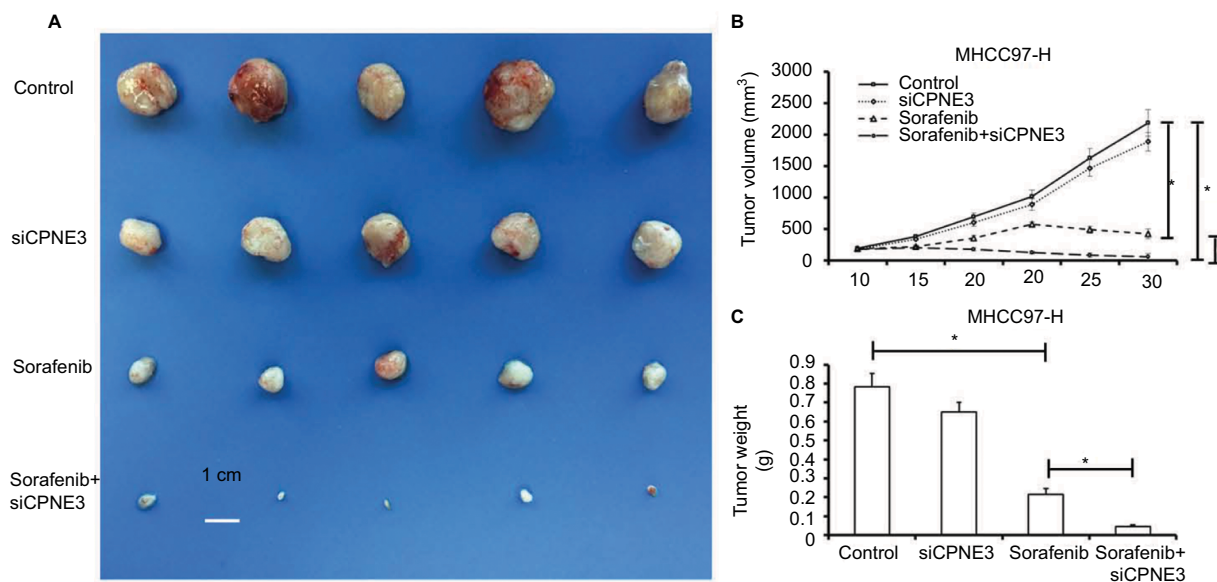 A
Control
siCPNE3
Sorafenib
Sorafenib+
siCPNE3
1 cm
B
MHCC97-H
Tumor volume (mm³)
3000
2500
2000
1500
1000
500
0
Control
siCPNE3
Sorafenib
Sorafenib+siCPNE3
*
*
10 15 20 20 25 30
C
MHCC97-H
Tumor weight
(g)
0.9
0.8
0.7
0.6
0.5
0.4
0.3
0.2
0.1
0
*
*
Control siCPNE3 Sorafenib Sorafenib+
siCPNE3